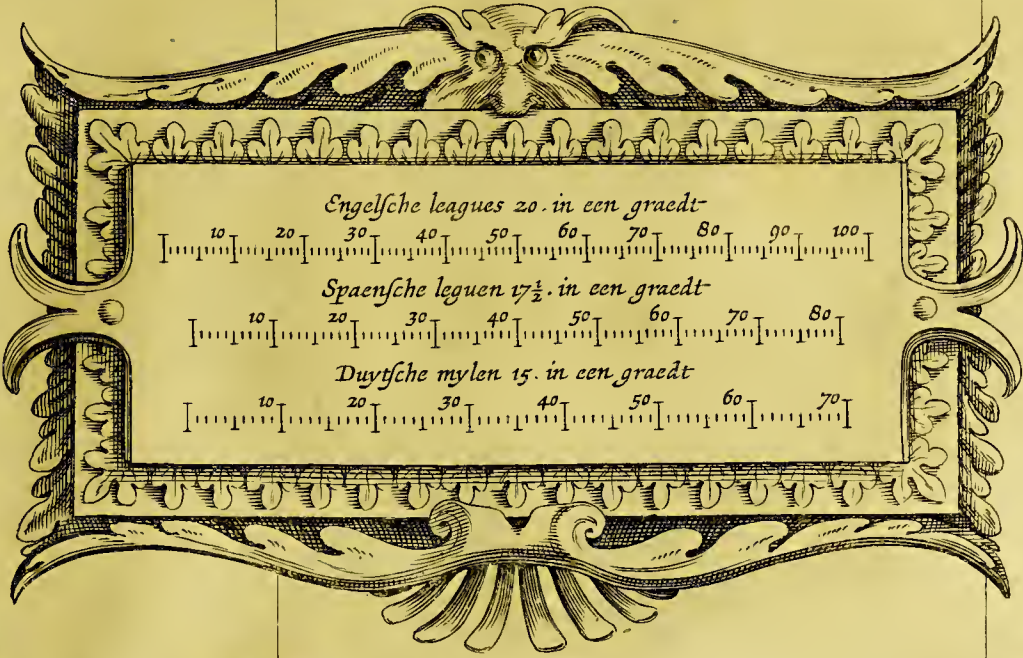 Engelſche leagues 20. in een graedt
10 20 30 40 50 60 70 80 90 100
Spaenſche leguen 17½. in een graedt
10 20 30 40 50 60 70 80
Duytſche mylen 15. in een graedt
10 20 30 40 50 60 70